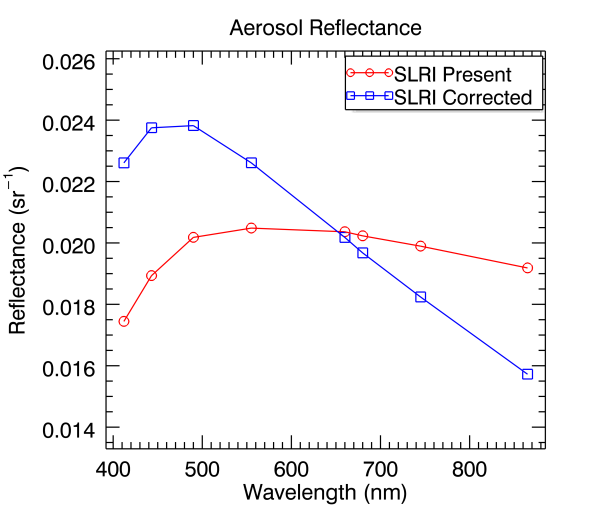 Aerosol Reflectance
SLRI Present
SLRI Corrected
0.026
0.024
0.022
0.020
0.018
0.016
0.014
Reflectance (sr⁻¹)
400 500 600 700 800
Wavelength (nm)